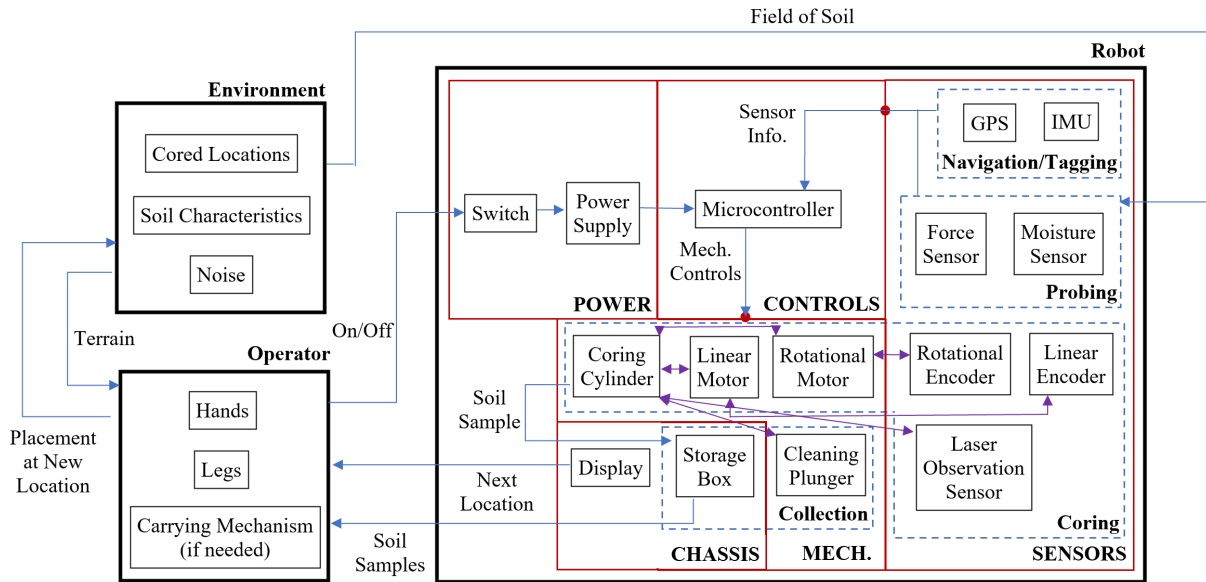 Field of Soil
Robot
Environment
Cored Locations
Soil Characteristics
Noise
Terrain
On/Off
Operator
Hands
Legs
Carrying Mechanism
(if needed)
Placement
at New
Location
Switch
Power
Supply
POWER
Sensor
Info.
Microcontroller
Mech.
Controls
CONTROLS
GPS
IMU
Navigation/Tagging
Force
Sensor
Moisture
Sensor
Probing
Coring
Cylinder
Linear
Motor
Rotational
Motor
Rotational
Encoder
Linear
Encoder
Soil
Sample
Display
Next
Location
Storage
Box
Cleaning
Plunger
Collection
Laser
Observation
Sensor
Coring
Soil
Samples
CHASSIS
MECH.
SENSORS